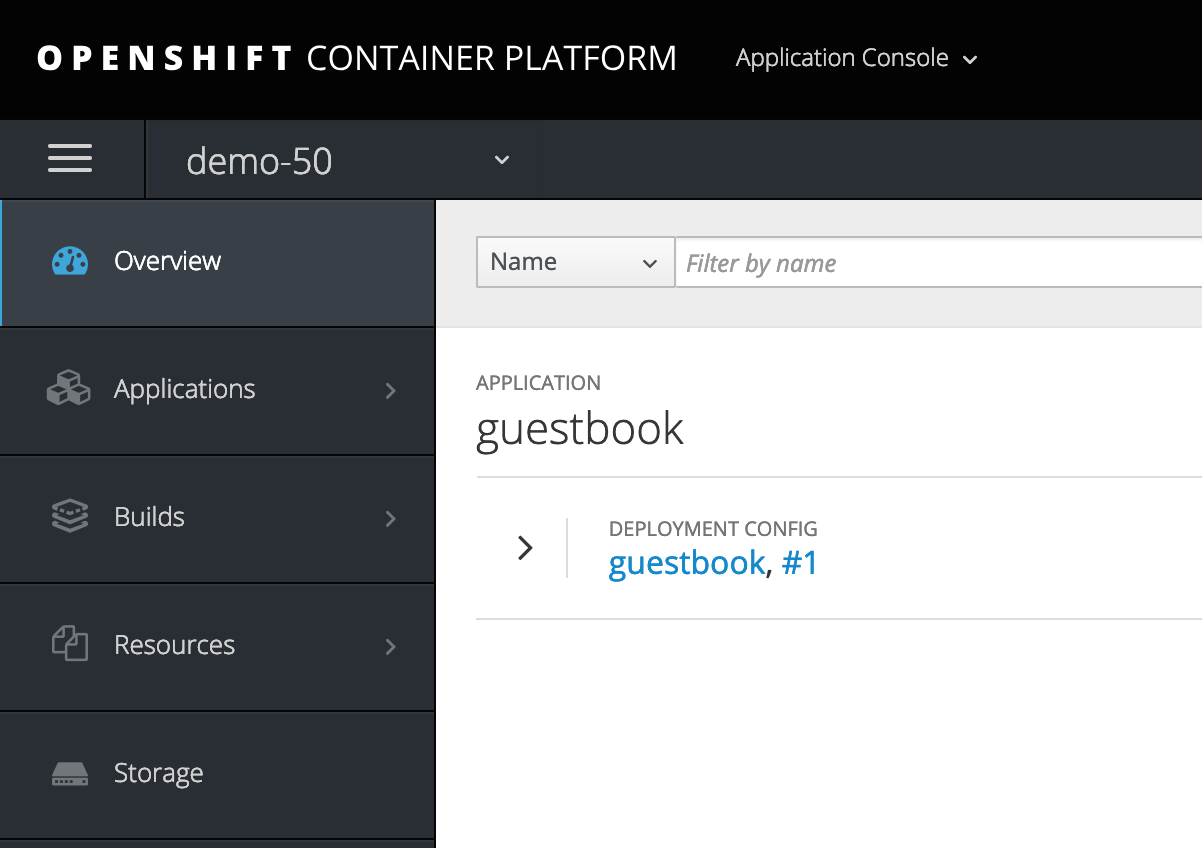 OPENSHIFT CONTAINER PLATFORM Application Console
demo-50
Overview
Applications
Builds
Resources
Storage
Name Filter by name
APPLICATION
guestbook
DEPLOYMENT CONFIG
guestbook, #1